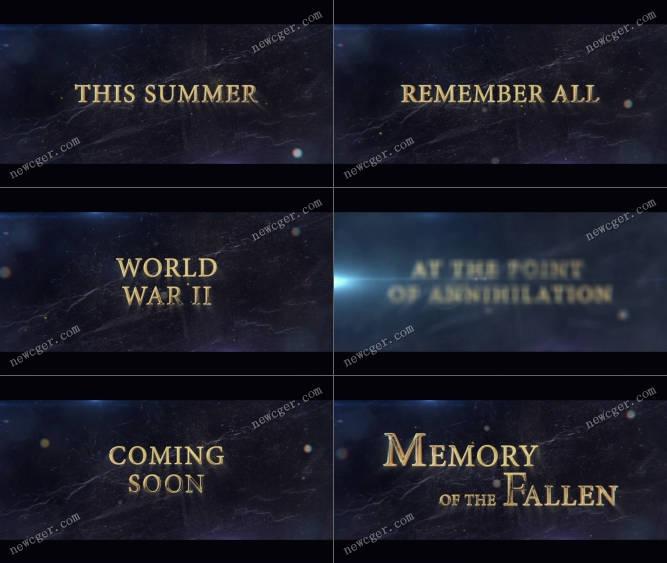 THIS SUMMER
newcger.com
newcger.com
REMEMBER ALL
newcger.com
newcger.com
WORLD
WAR II
newcger.com
newcger.com
AT THE POINT
OF ANNIHILATION
newcger.com
newcger.com
COMING
SOON
newcger.com
newcger.com
MEMORY
OF THE FALLEN
newcger.com
newcger.com